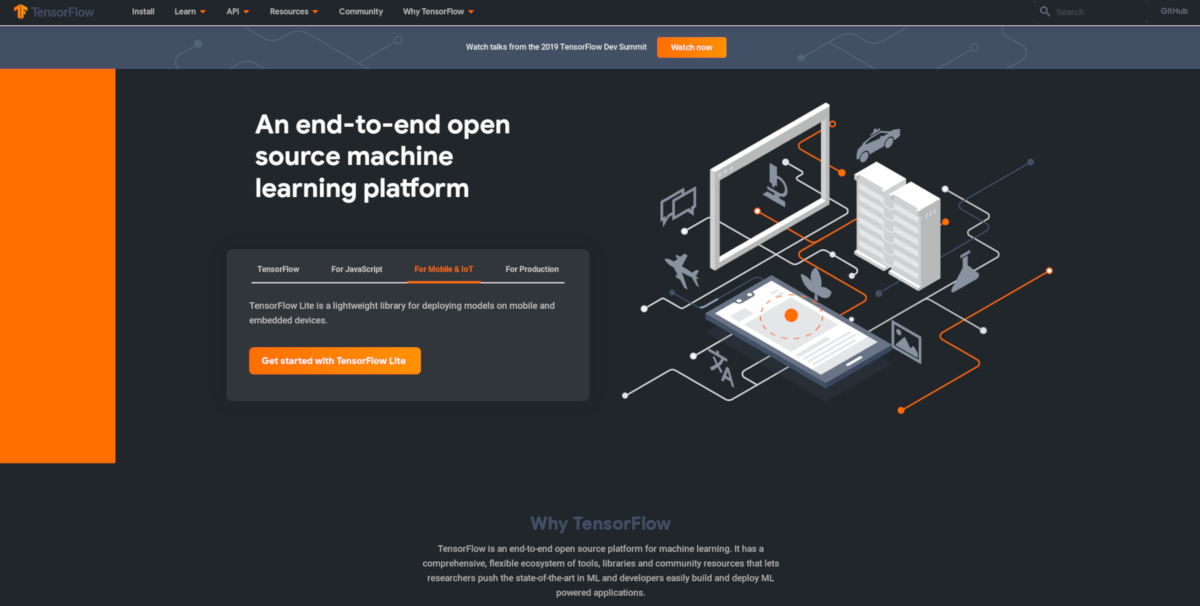 TensorFlow
Install Learn API Resources Community Why TensorFlow Search GitHub
Watch talks from the 2019 TensorFlow Dev Summit Watch now
An end-to-end open
source machine
learning platform
TensorFlow For JavaScript For Mobile & IoT For Production
TensorFlow Lite is a lightweight library for deploying models on mobile and
embedded devices.
Get started with TensorFlow Lite
Why TensorFlow
TensorFlow is an end-to-end open source platform for machine learning. It has a
comprehensive, flexible ecosystem of tools, libraries and community resources that lets
researchers push the state-of-the-art in ML and developers easily build and deploy ML
powered applications.